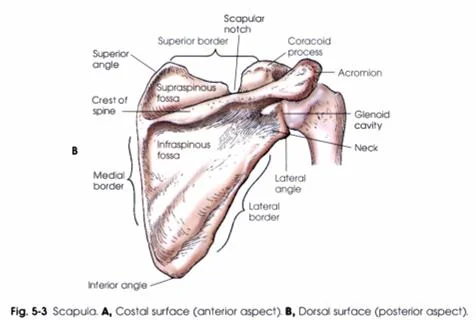 Scapular
notch
Superior border
Coracoid
process
Superior
angle
Acromion
Supraspinous
fossa
Crest of
spine
Glenoid
cavity
B
Infraspinous
fossa
Neck
Medial
border
Lateral
angle
Lateral
border
Inferior angle
Fig. 5-3 Scapula. A, Costal surface (anterior aspect). B, Dorsal surface (posterior aspect).